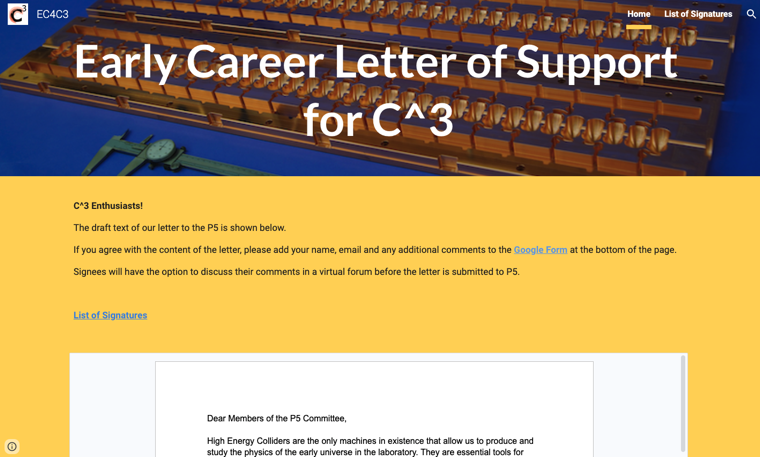 C^3
EC4C3
Home
List of Signatures
Early Career Letter of Support
for C^3
C^3 Enthusiasts!
The draft text of our letter to the P5 is shown below.
If you agree with the content of the letter, please add your name, email and any additional comments to the Google Form at the bottom of the page.
Signees will have the option to discuss their comments in a virtual forum before the letter is submitted to P5.
List of Signatures
Dear Members of the P5 Committee,
High Energy Colliders are the only machines in existence that allow us to produce and
study the physics of the early universe in the laboratory. They are essential tools for